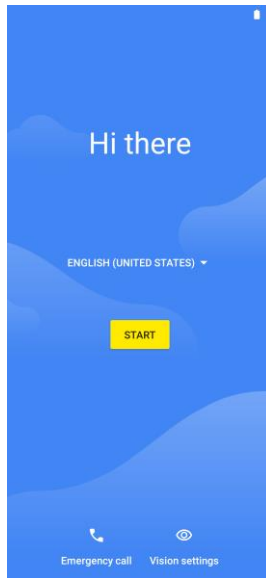 Hi there
ENGLISH (UNITED STATES)
START
Emergency call Vision settings